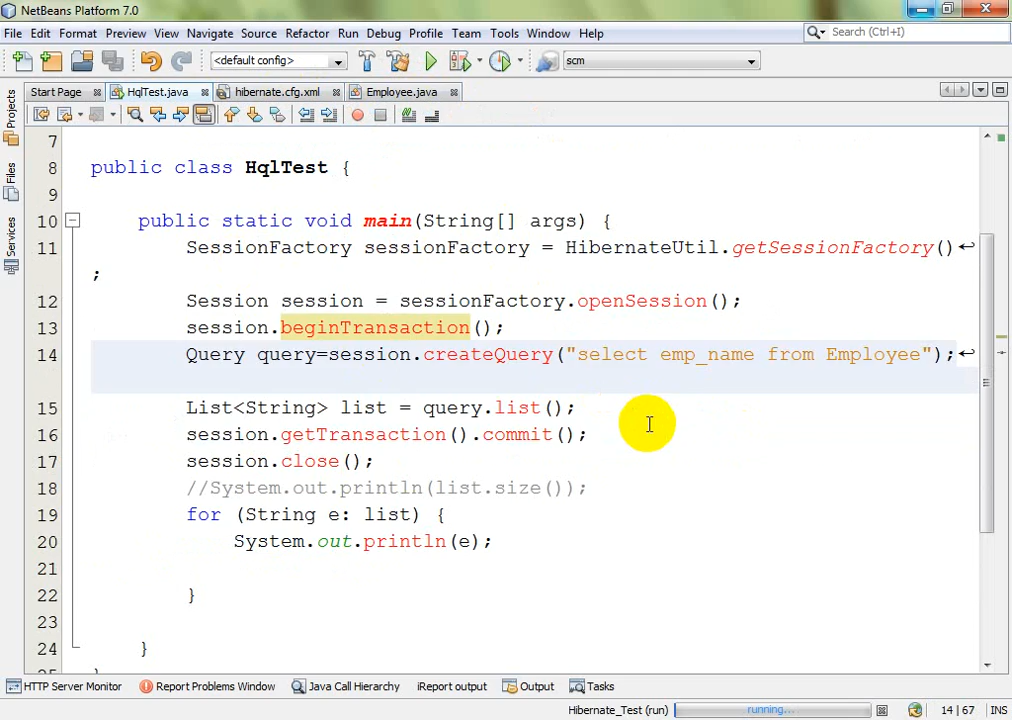 NetBeans Platform 7.0
File Edit Format Preview View Navigate Source Refactor Run Debug Profile Team Tools Window Help Search (Ctrl+I)
<default config> scm
Start Page HqlTest.java hibernate.cfg.xml Employee.java
Projects
Files
Services
7
8 public class HqlTest {
9
10 public static void main(String[] args) {
11 SessionFactory sessionFactory = HibernateUtil.getSessionFactory()
;
12 Session session = sessionFactory.openSession();
13 session.beginTransaction();
14 Query query=session.createQuery("select emp_name from Employee");
15 List<String> list = query.list();
16 session.getTransaction().commit();
17 session.close();
18 //System.out.println(list.size());
19 for (String e: list) {
20 System.out.println(e);
21
22 }
23
24 }
25 }
HTTP Server Monitor Report Problems Window Java Call Hierarchy iReport output Output Tasks
Hibernate_Test (run) running... 14 | 67 INS